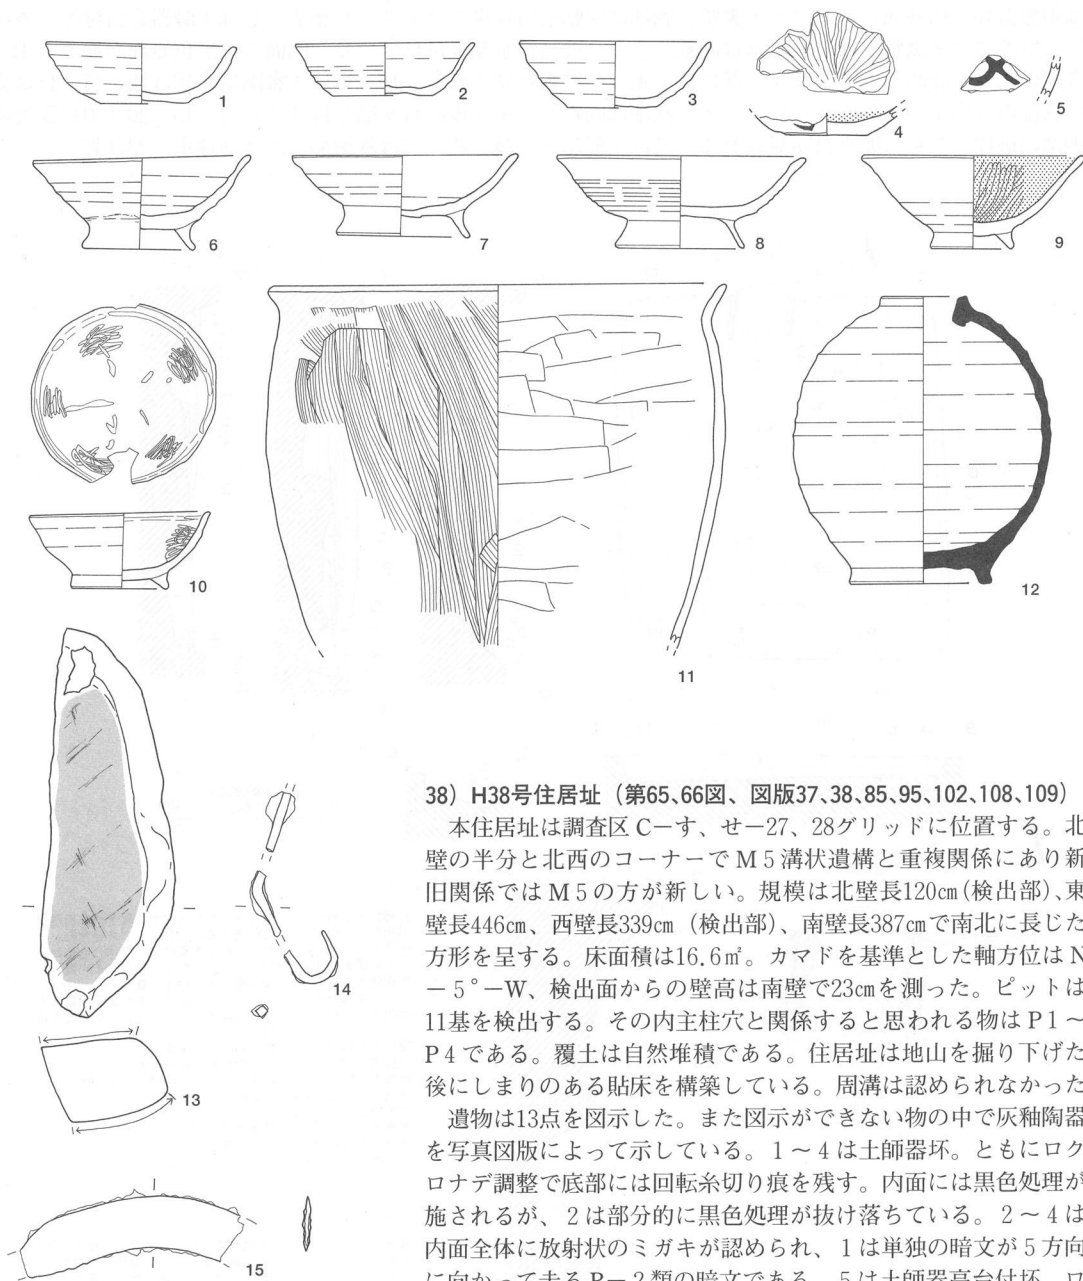 1
2
3
4
5
6
7
8
9
10
11
12
13
14
15
38）H38号住居址（第65、66図、図版37、38、85、95、102、108、109）
本住居址は調査区C－す、せ－27、28グリッドに位置する。北
壁の半分と北西のコーナーでM5溝状遺構と重複関係にあり新
旧関係ではM5の方が新しい。規模は北壁長120㎝(検出部)、東
壁長446㎝、西壁長339㎝（検出部）、南壁長387㎝で南北に長じた
方形を呈する。床面積は16.6㎡。カマドを基準とした軸方位はN
－5°－W、検出面からの壁高は南壁で23㎝を測った。ピットは
11基を検出する。その内主柱穴と関係すると思われる物はP1～
P4である。覆土は自然堆積である。住居址は地山を掘り下げた
後にしまりのある貼床を構築している。周溝は認められなかった
遺物は13点を図示した。また図示ができない物の中で灰釉陶器
を写真図版によって示している。1～4は土師器坏。ともにロク
ロナデ調整で底部には回転糸切り痕を残す。内面には黒色処理が
施されるが、2は部分的に黒色処理が抜け落ちている。2～4は
内面全体に放射状のミガキが認められ、1は単独の暗文が5方向
に向かって走るB－2類の暗文である。5は土師器高台付坏。ロ